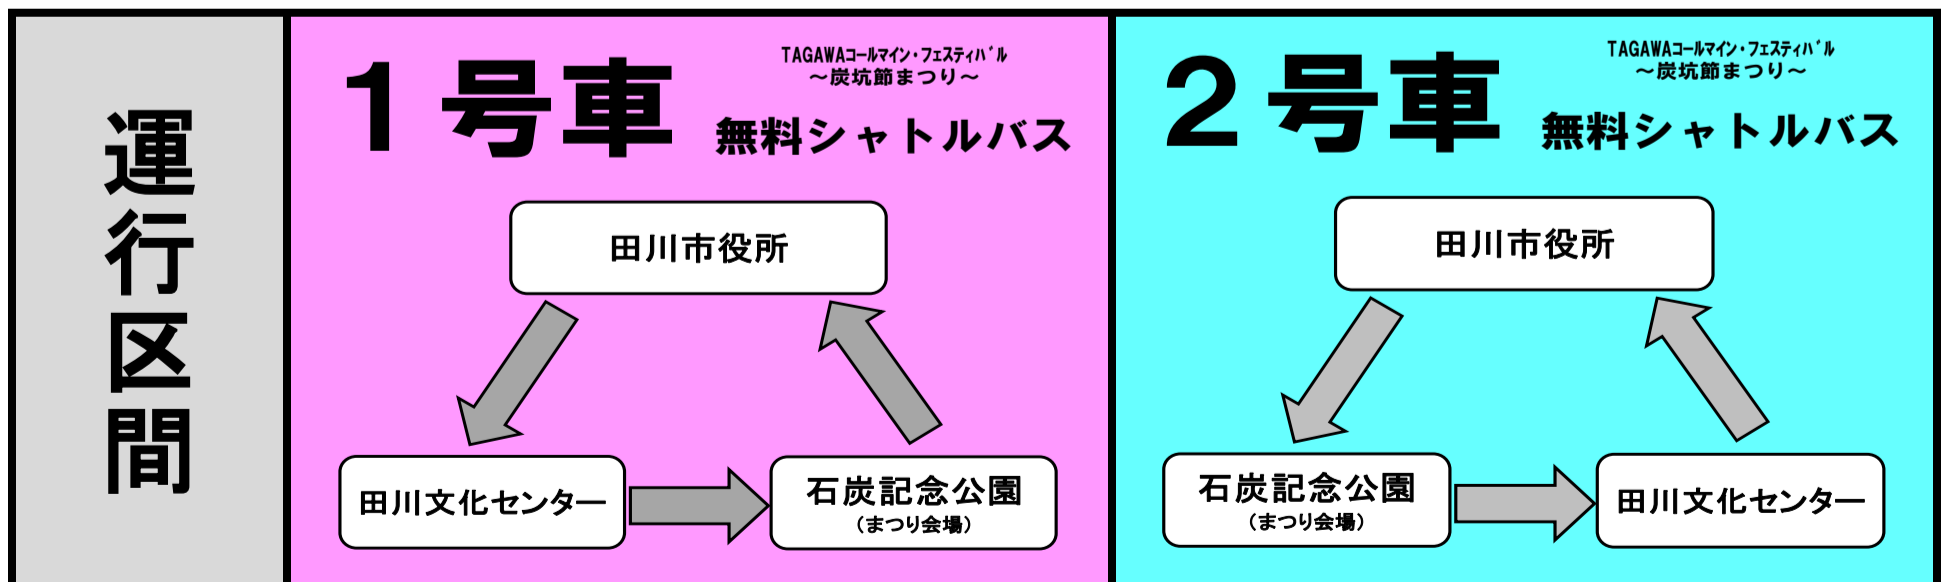 運行区間
1号車
TAGAWAコールマイン・フェスティバル
～炭坑節まつり～
無料シャトルバス
田川市役所
田川文化センター
石炭記念公園
（まつり会場）
2号車
TAGAWAコールマイン・フェスティバル
～炭坑節まつり～
無料シャトルバス
田川市役所
石炭記念公園
（まつり会場）
田川文化センター